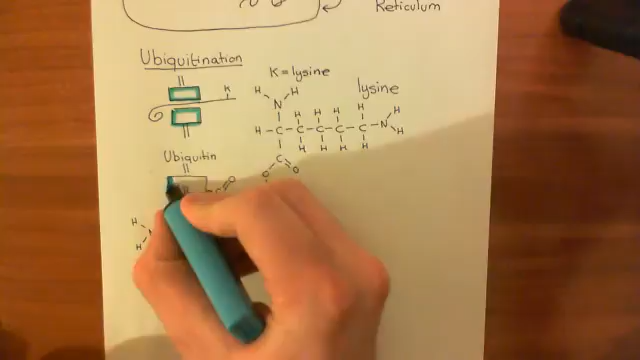 Reticulum
Ubiquitination
K = lysine
K
lysine
H H
N
H H H H
H
H - C - C - C - C - C - N
H
H H H H
C
O O
Ubiquitin
C O
H
H